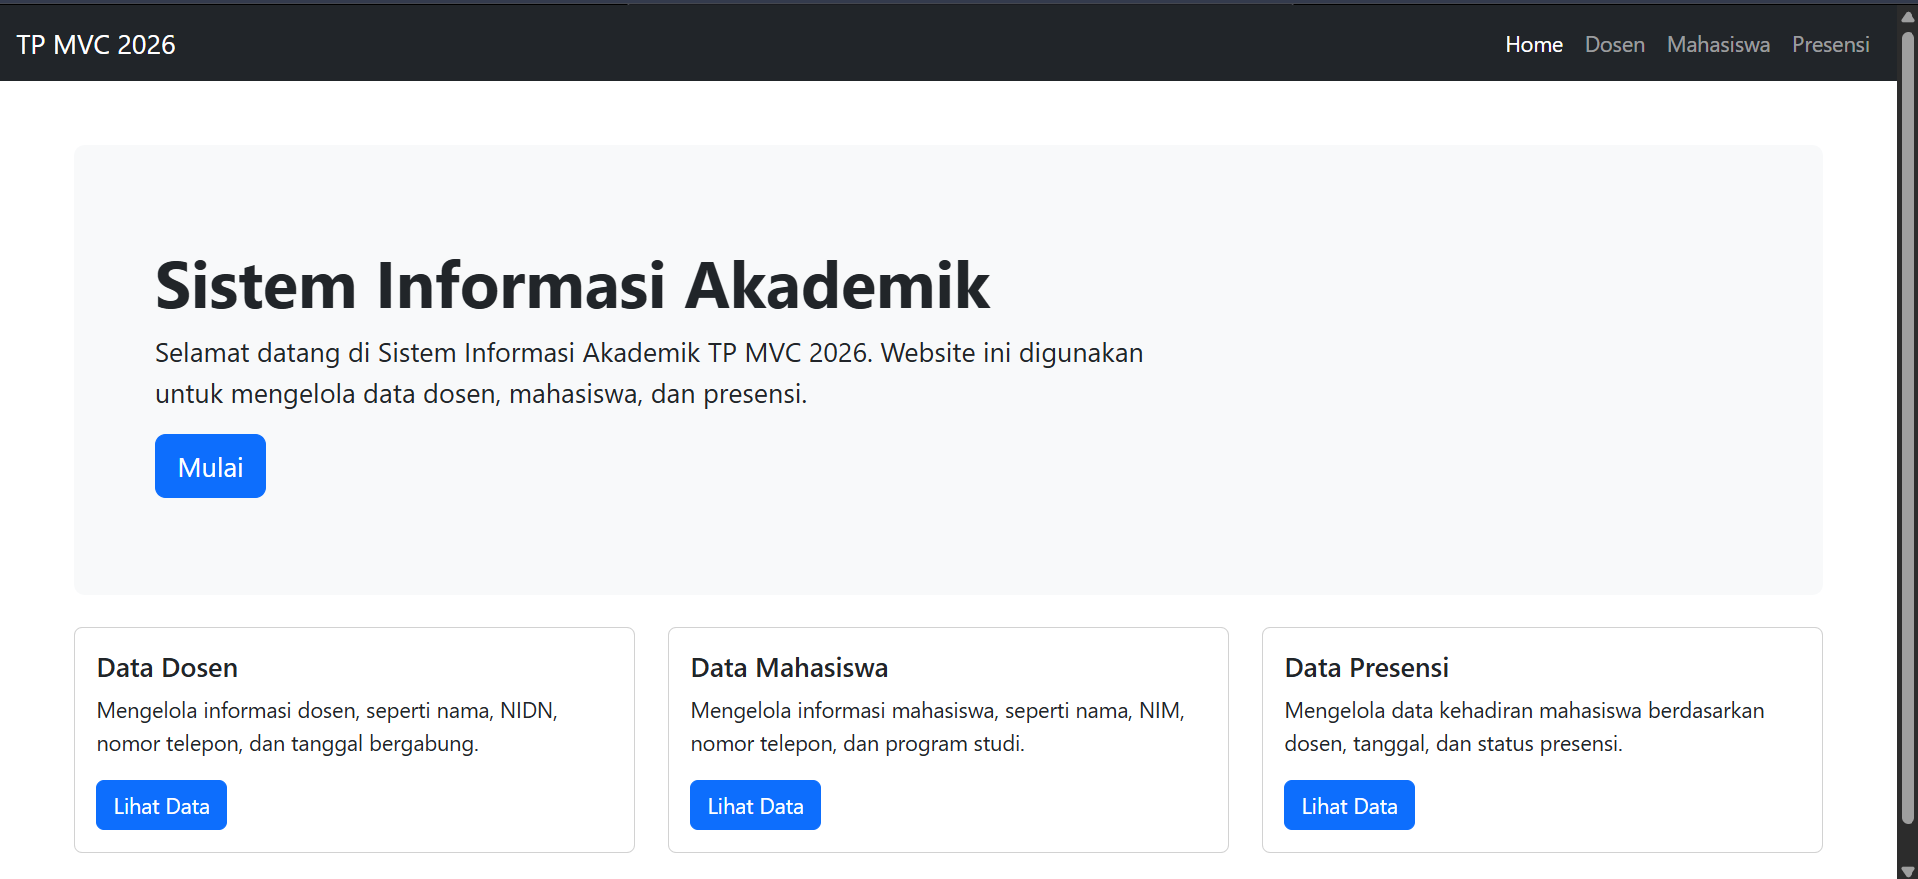 TP MVC 2026
Home Dosen Mahasiswa Presensi
Sistem Informasi Akademik
Selamat datang di Sistem Informasi Akademik TP MVC 2026. Website ini digunakan
untuk mengelola data dosen, mahasiswa, dan presensi.
Mulai
Data Dosen
Mengelola informasi dosen, seperti nama, NIDN,
nomor telepon, dan tanggal bergabung.
Lihat Data
Data Mahasiswa
Mengelola informasi mahasiswa, seperti nama, NIM,
nomor telepon, dan program studi.
Lihat Data
Data Presensi
Mengelola data kehadiran mahasiswa berdasarkan
dosen, tanggal, dan status presensi.
Lihat Data